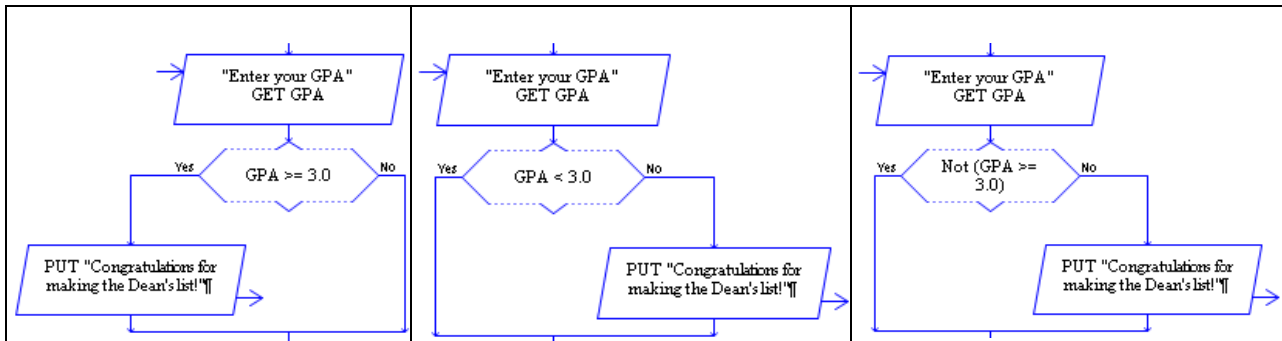 "Enter your GPA"
GET GPA
Yes
No
GPA >= 3.0
PUT "Congratulations for
making the Dean's list!"¶
"Enter your GPA"
GET GPA
Yes
No
GPA < 3.0
PUT "Congratulations for
making the Dean's list!"¶
"Enter your GPA"
GET GPA
Yes
No
Not (GPA >=
3.0)
PUT "Congratulations for
making the Dean's list!"¶